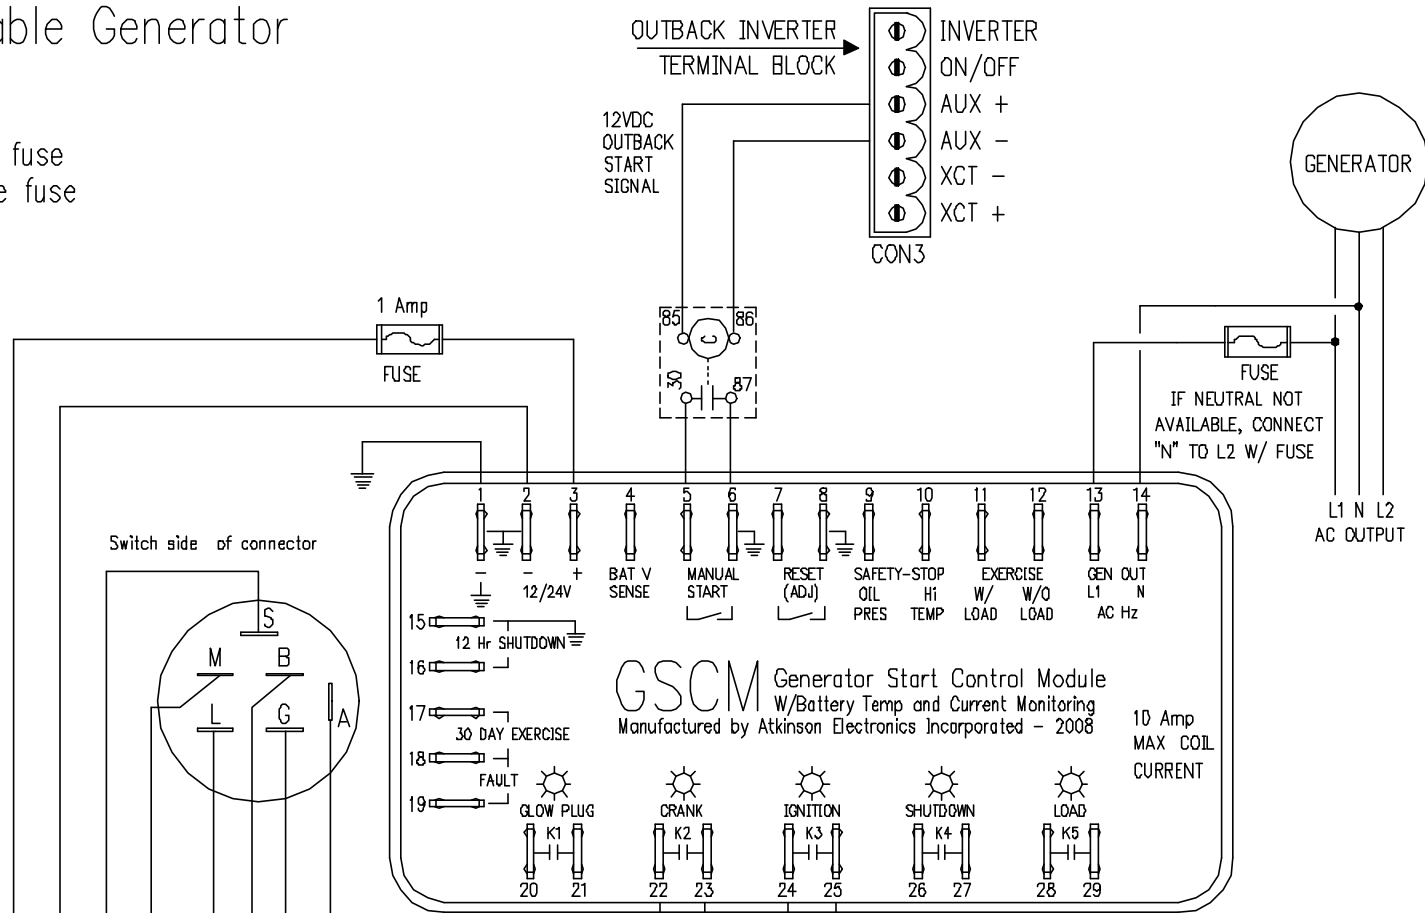 able Generator
fuse
e fuse
OUTBACK INVERTER
TERMINAL BLOCK
INVERTER
ON/OFF
AUX +
AUX -
XCT -
XCT +
CON3
12VDC
OUTBACK
START
SIGNAL
GENERATOR
85 86
C
30 87
1 Amp
FUSE
FUSE
IF NEUTRAL NOT
AVAILABLE, CONNECT
"N" TO L2 W/ FUSE
L1 N L2
AC OUTPUT
1 2 3 4 5 6 7 8 9 10 11 12 13 14
- - +
12/24V
BAT V
SENSE
MANUAL
START
RESET
(ADJ)
SAFETY-STOP
OIL Hi
PRES TEMP
EXERCISE
W/ W/O
LOAD LOAD
GEN OUT
L1 N
AC Hz
Switch side of connector
S
M B
L G A
15
12 Hr SHUTDOWN
16
17
30 DAY EXERCISE
18
FAULT
19
GSCM Generator Start Control Module
W/Battery Temp and Current Monitoring
Manufactured by Atkinson Electronics Incorporated - 2008
10 Amp
MAX COIL
CURRENT
GLOW PLUG CRANK IGNITION SHUTDOWN LOAD
K1 K2 K3 K4 K5
20 21 22 23 24 25 26 27 28 29